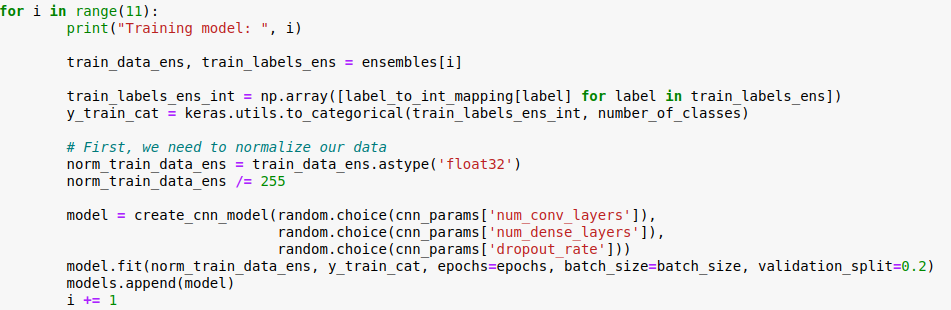 for i in range(11):
        print("Training model: ", i)

        train_data_ens, train_labels_ens = ensembles[i]

        train_labels_ens_int = np.array([label_to_int_mapping[label] for label in train_labels_ens])
        y_train_cat = keras.utils.to_categorical(train_labels_ens_int, number_of_classes)

        # First, we need to normalize our data
        norm_train_data_ens = train_data_ens.astype('float32')
        norm_train_data_ens /= 255

        model = create_cnn_model(random.choice(cnn_params['num_conv_layers']),
                                 random.choice(cnn_params['num_dense_layers']),
                                 random.choice(cnn_params['dropout_rate']))
        model.fit(norm_train_data_ens, y_train_cat, epochs=epochs, batch_size=batch_size, validation_split=0.2)
        models.append(model)
        i += 1